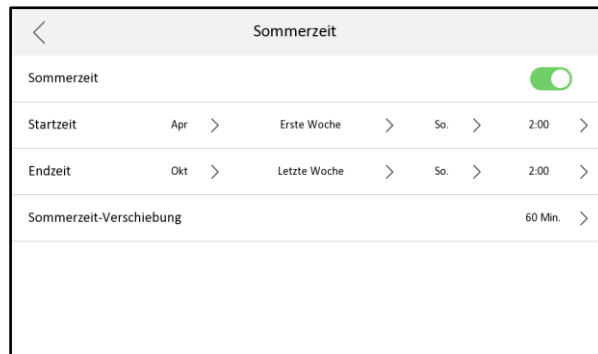 Sommerzeit
Sommerzeit
Startzeit Apr Erste Woche So. 2:00
Endzeit Okt Letzte Woche So. 2:00
Sommerzeit-Verschiebung 60 Min.